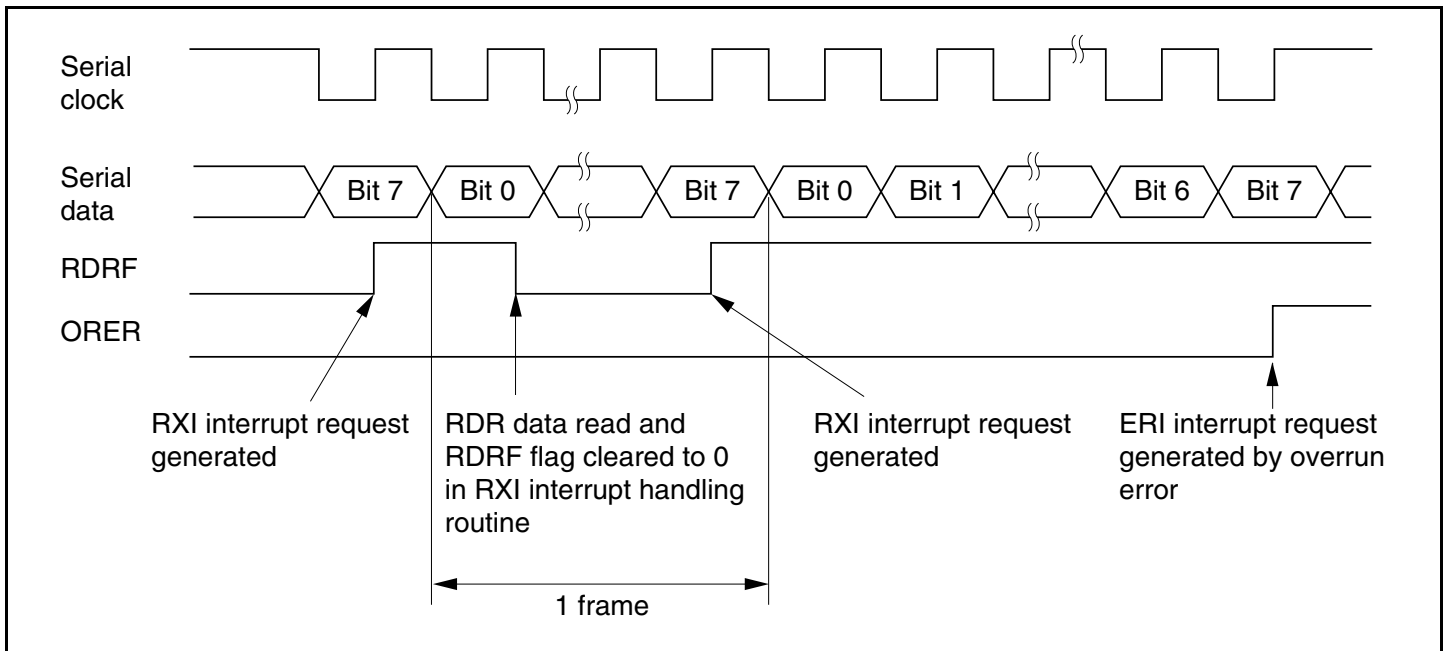 Serial
clock
Serial
data
Bit 7
Bit 0
Bit 7
Bit 0
Bit 1
Bit 6
Bit 7
RDRF
ORER
RXI interrupt request
generated
RDR data read and
RDRF flag cleared to 0
in RXI interrupt handling
routine
RXI interrupt request
generated
ERI interrupt request
generated by overrun
error
1 frame